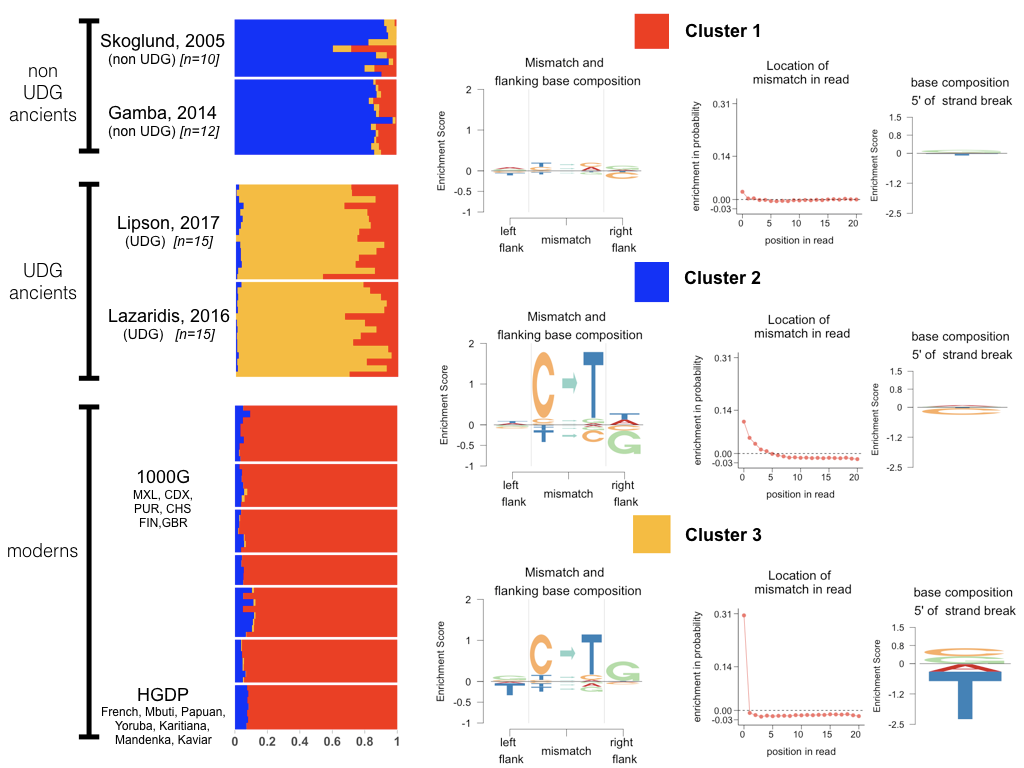 non
UDG
ancients
Skoglund, 2005
(non UDG) [n=10]
Gamba, 2014
(non UDG) [n=12]
UDG
ancients
Lipson, 2017
(UDG) [n=15]
Lazaridis, 2016
(UDG) [n=15]
moderns
1000G
MXL, CDX,
PUR, CHS
FIN,GBR
HGDP
French, Mbuti, Papuan,
Yoruba, Karitiana,
Mandenka, Kaviar
0 0.2 0.4 0.6 0.8 1
Cluster 1
Mismatch and
flanking base composition
Enrichment Score
2
1
0
-0.5
-1
left
flank
mismatch
right
flank
Location of
mismatch in read
enrichment in probability
0.31
0.14
0.00
-0.03
0 5 10 15 20
position in read
base composition
5' of strand break
Enrichment Score
1.5
0
-1.2
-2.5
Cluster 2
Mismatch and
flanking base composition
Enrichment Score
2
1
0
-0.5
-1
C T
T C G
left
flank
mismatch
right
flank
Location of
mismatch in read
enrichment in probability
0.31
0.14
0.00
-0.03
0 5 10 15 20
position in read
base composition
5' of strand break
Enrichment Score
1.5
0
-1.2
-2.5
Cluster 3
Mismatch and
flanking base composition
Enrichment Score
2
1
0
-0.5
-1
C T G
T
left
flank
mismatch
right
flank
Location of
mismatch in read
enrichment in probability
0.31
0.14
0.00
-0.03
0 5 10 15 20
position in read
base composition
5' of strand break
Enrichment Score
1.5
0
-1.2
-2.5
C
G
A
T